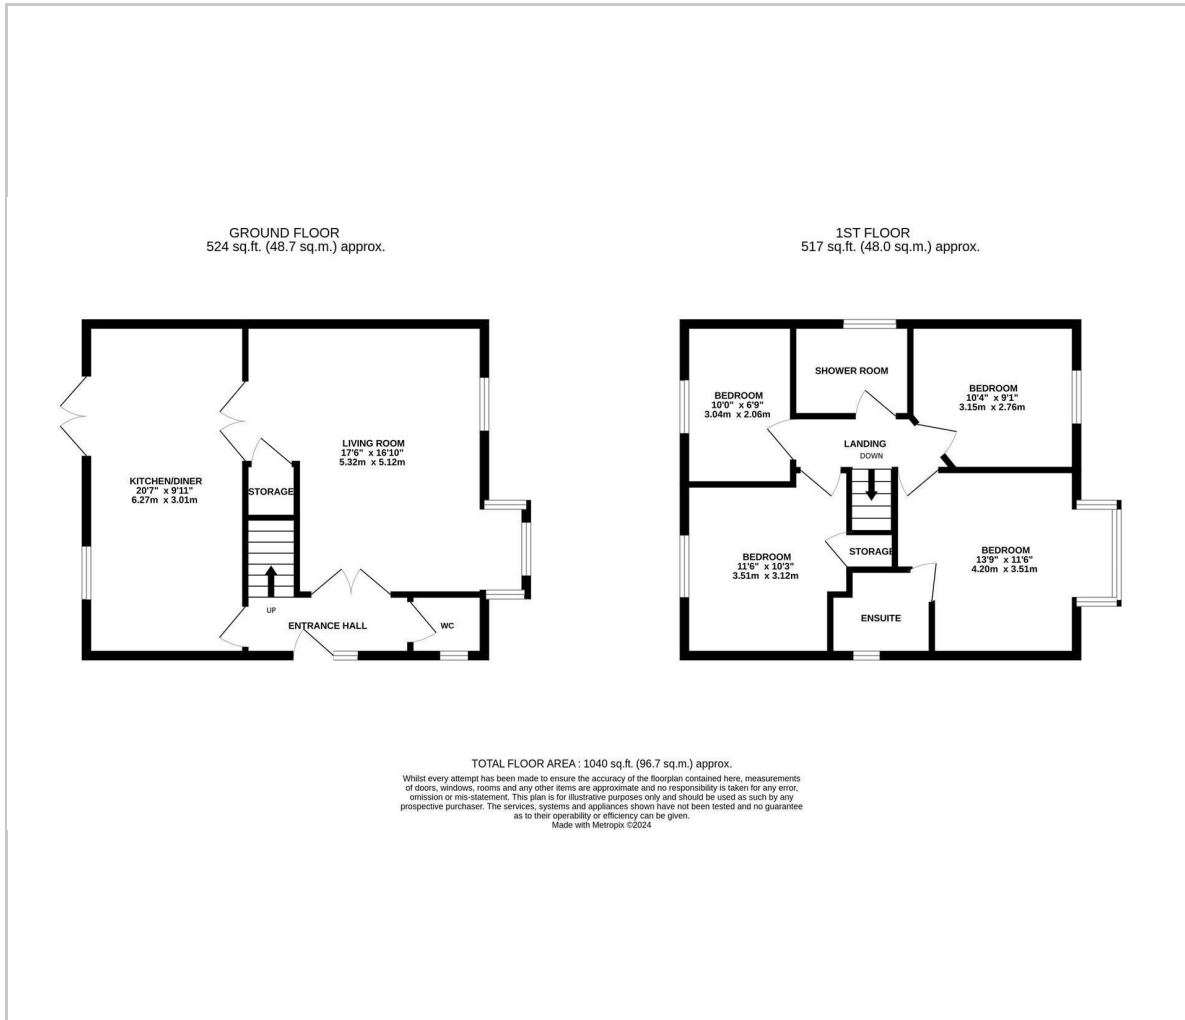 GROUND FLOOR
524 sq.ft. (48.7 sq.m.) approx.
KITCHEN/DINER
20'7" x 9'11"
6.27m x 3.01m
LIVING ROOM
17'6" x 16'10"
5.32m x 5.12m
STORAGE
UP
ENTRANCE HALL
WC
1ST FLOOR
517 sq.ft. (48.0 sq.m.) approx.
BEDROOM
10'0" x 6'9"
3.04m x 2.06m
SHOWER ROOM
BEDROOM
10'4" x 9'1"
3.15m x 2.76m
LANDING
DOWN
BEDROOM
11'6" x 10'3"
3.51m x 3.12m
STORAGE
BEDROOM
13'9" x 11'6"
4.20m x 3.51m
ENSUITE
TOTAL FLOOR AREA : 1040 sq.ft. (96.7 sq.m.) approx.
Whilst every attempt has been made to ensure the accuracy of the floorplan contained here, measurements
of doors, windows, rooms and any other items are approximate and no responsibility is taken for any error,
omission or mis-statement. This plan is for illustrative purposes only and should be used as such by any
prospective purchaser. The services, systems and appliances shown have not been tested and no guarantee
as to their operability or efficiency can be given.
Made with Metropix ©2024